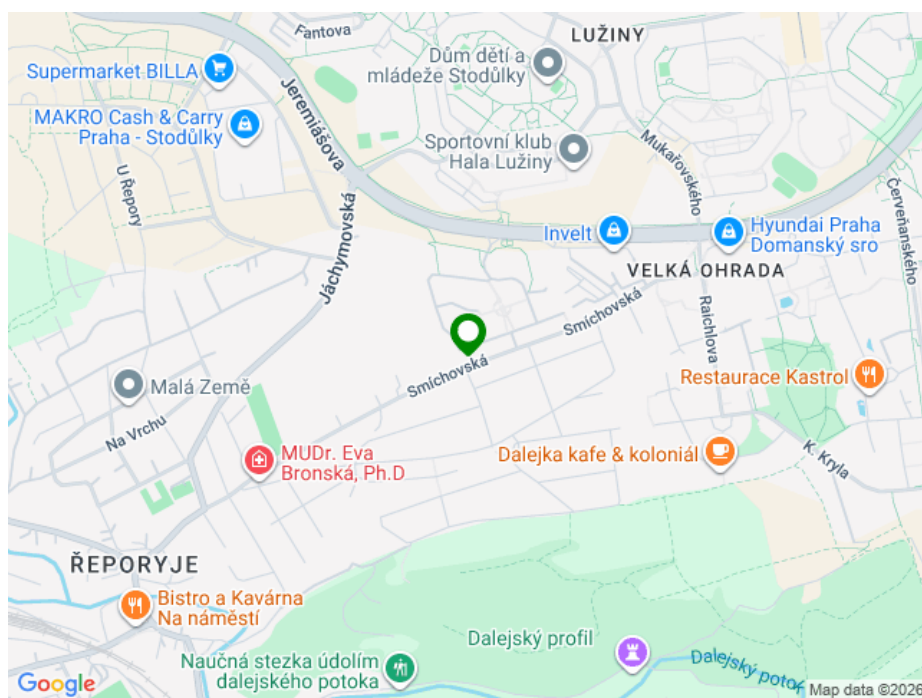 Fantova
LUŽINY
Dům dětí a
mládeže Stodůlky
Supermarket BILLA
MAKRO Cash & Carry
Praha - Stodůlky
Jeremiášova
Sportovní klub
Hala Lužiny
Mukařovského
U Řepory
Červeňanského
Jáchymovská
Invelt
Hyundai Praha
Domanský sro
VELKÁ OHRADA
Smíchovská
Raichlova
Smíchovská
Malá Země
Restaurace Kastrol
Na Vrchu
MUDr. Eva
Bronská, Ph.D
Dalejka kafe & koloniál
K. Kryla
ŘEPORYJE
Bistro a Kavárna
Na náměstí
Dalejský profil
Naučná stezka údolím
dalejského potoka
Dalejský potok
Google
Map data ©2026